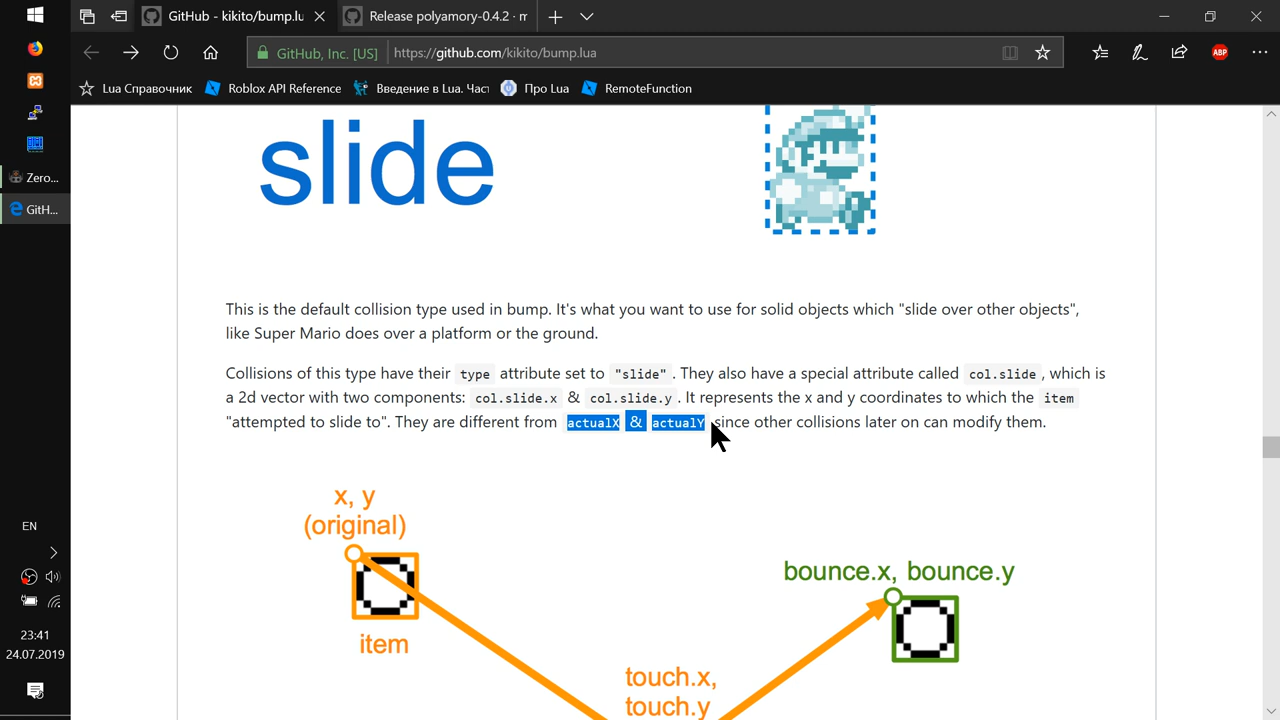 GitHub - kikito/bump.lu
Release polyamory-0.4.2 · m
GitHub, Inc. [US]
https://github.com/kikito/bump.lua
ABP
Lua Справочник
Roblox API Reference
Введение в Lua. Част
Про Lua
RemoteFunction
Zero...
GitH...
slide
This is the default collision type used in bump. It's what you want to use for solid objects which "slide over other objects",
like Super Mario does over a platform or the ground.
Collisions of this type have their type attribute set to "slide". They also have a special attribute called col.slide, which is
a 2d vector with two components: col.slide.x & col.slide.y. It represents the x and y coordinates to which the item
"attempted to slide to". They are different from actualX & actualY since other collisions later on can modify them.
x, y
(original)
item
bounce.x, bounce.y
touch.x,
touch.y
EN
23:41
24.07.2019